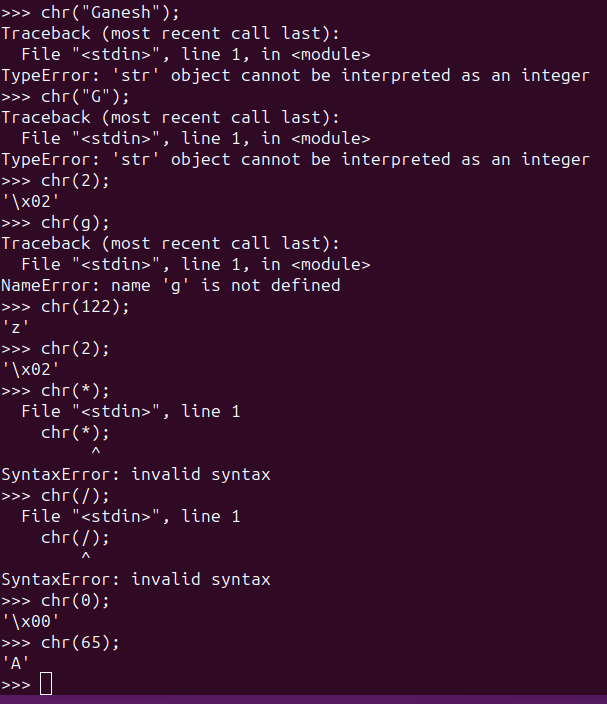 >>> chr("Ganesh");
Traceback (most recent call last):
  File "<stdin>", line 1, in <module>
TypeError: 'str' object cannot be interpreted as an integer
>>> chr("G");
Traceback (most recent call last):
  File "<stdin>", line 1, in <module>
TypeError: 'str' object cannot be interpreted as an integer
>>> chr(2);
'\x02'
>>> chr(g);
Traceback (most recent call last):
  File "<stdin>", line 1, in <module>
NameError: name 'g' is not defined
>>> chr(122);
'z'
>>> chr(2);
'\x02'
>>> chr(*);
  File "<stdin>", line 1
    chr(*);
         ^
SyntaxError: invalid syntax
>>> chr(/);
  File "<stdin>", line 1
    chr(/);
        ^
SyntaxError: invalid syntax
>>> chr(0);
'\x00'
>>> chr(65);
'A'
>>>